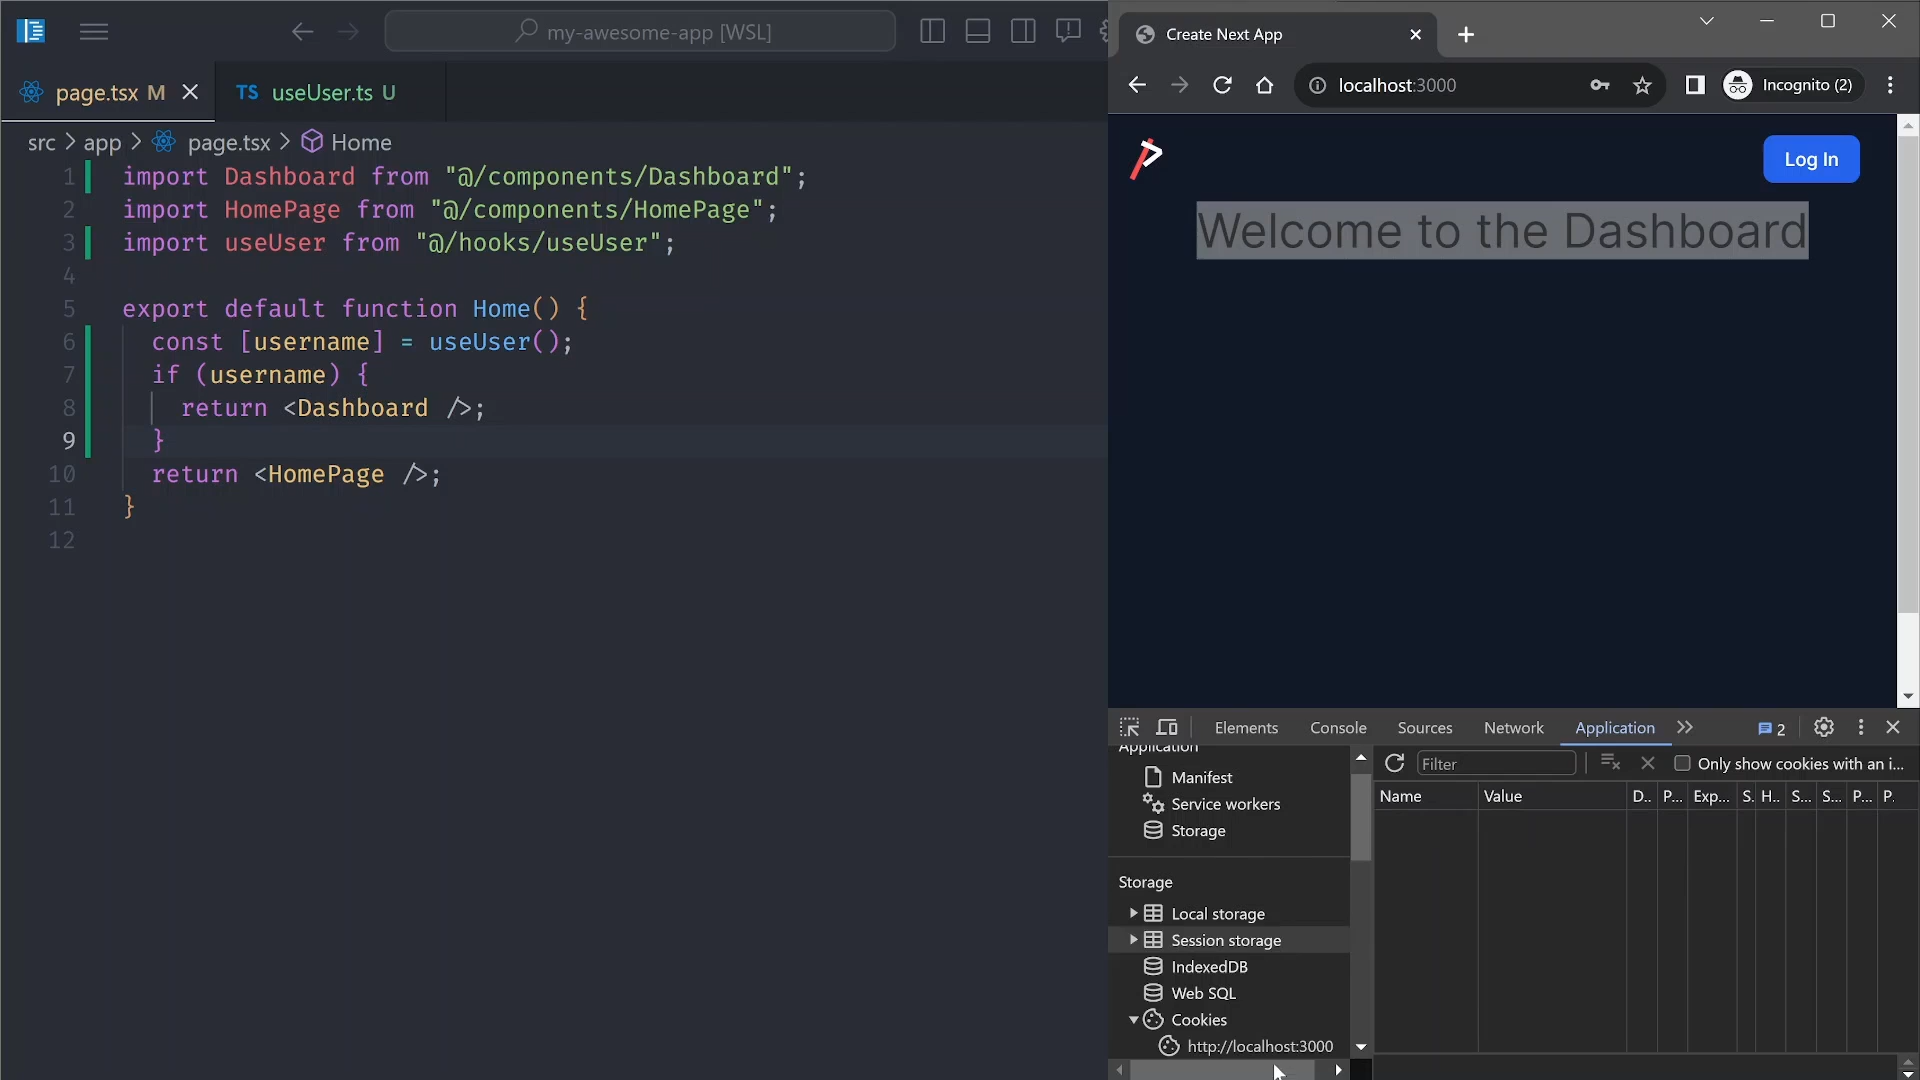 my-awesome-app [WSL]
page.tsx M
TS useUser.ts U
src > app > page.tsx > Home
1 import Dashboard from "@/components/Dashboard";
2 import HomePage from "@/components/HomePage";
3 import useUser from "@/hooks/useUser";
4
5 export default function Home() {
6 const [username] = useUser();
7 if (username) {
8 return <Dashboard />;
9 }
10 return <HomePage />;
11 }
12
Create Next App
localhost:3000
Incognito (2)
Log In
Welcome to the Dashboard
Elements Console Sources Network Application 2
Application
Manifest
Service workers
Storage
Storage
Local storage
Session storage
IndexedDB
Web SQL
Cookies
http://localhost:3000
Filter
Only show cookies with an i...
Name Value D.. P... Exp... S. H.. S... S... P... P.